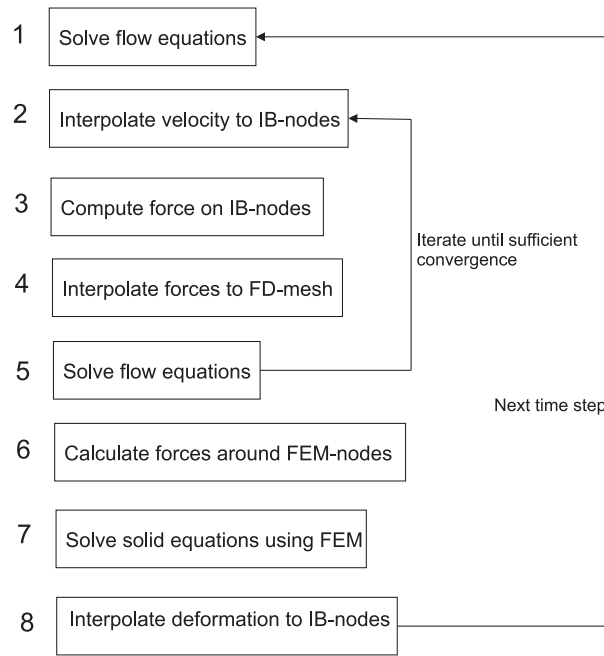 1 Solve flow equations
2 Interpolate velocity to IB-nodes
3 Compute force on IB-nodes
Iterate until sufficient
convergence
4 Interpolate forces to FD-mesh
5 Solve flow equations
Next time step
6 Calculate forces around FEM-nodes
7 Solve solid equations using FEM
8 Interpolate deformation to IB-nodes